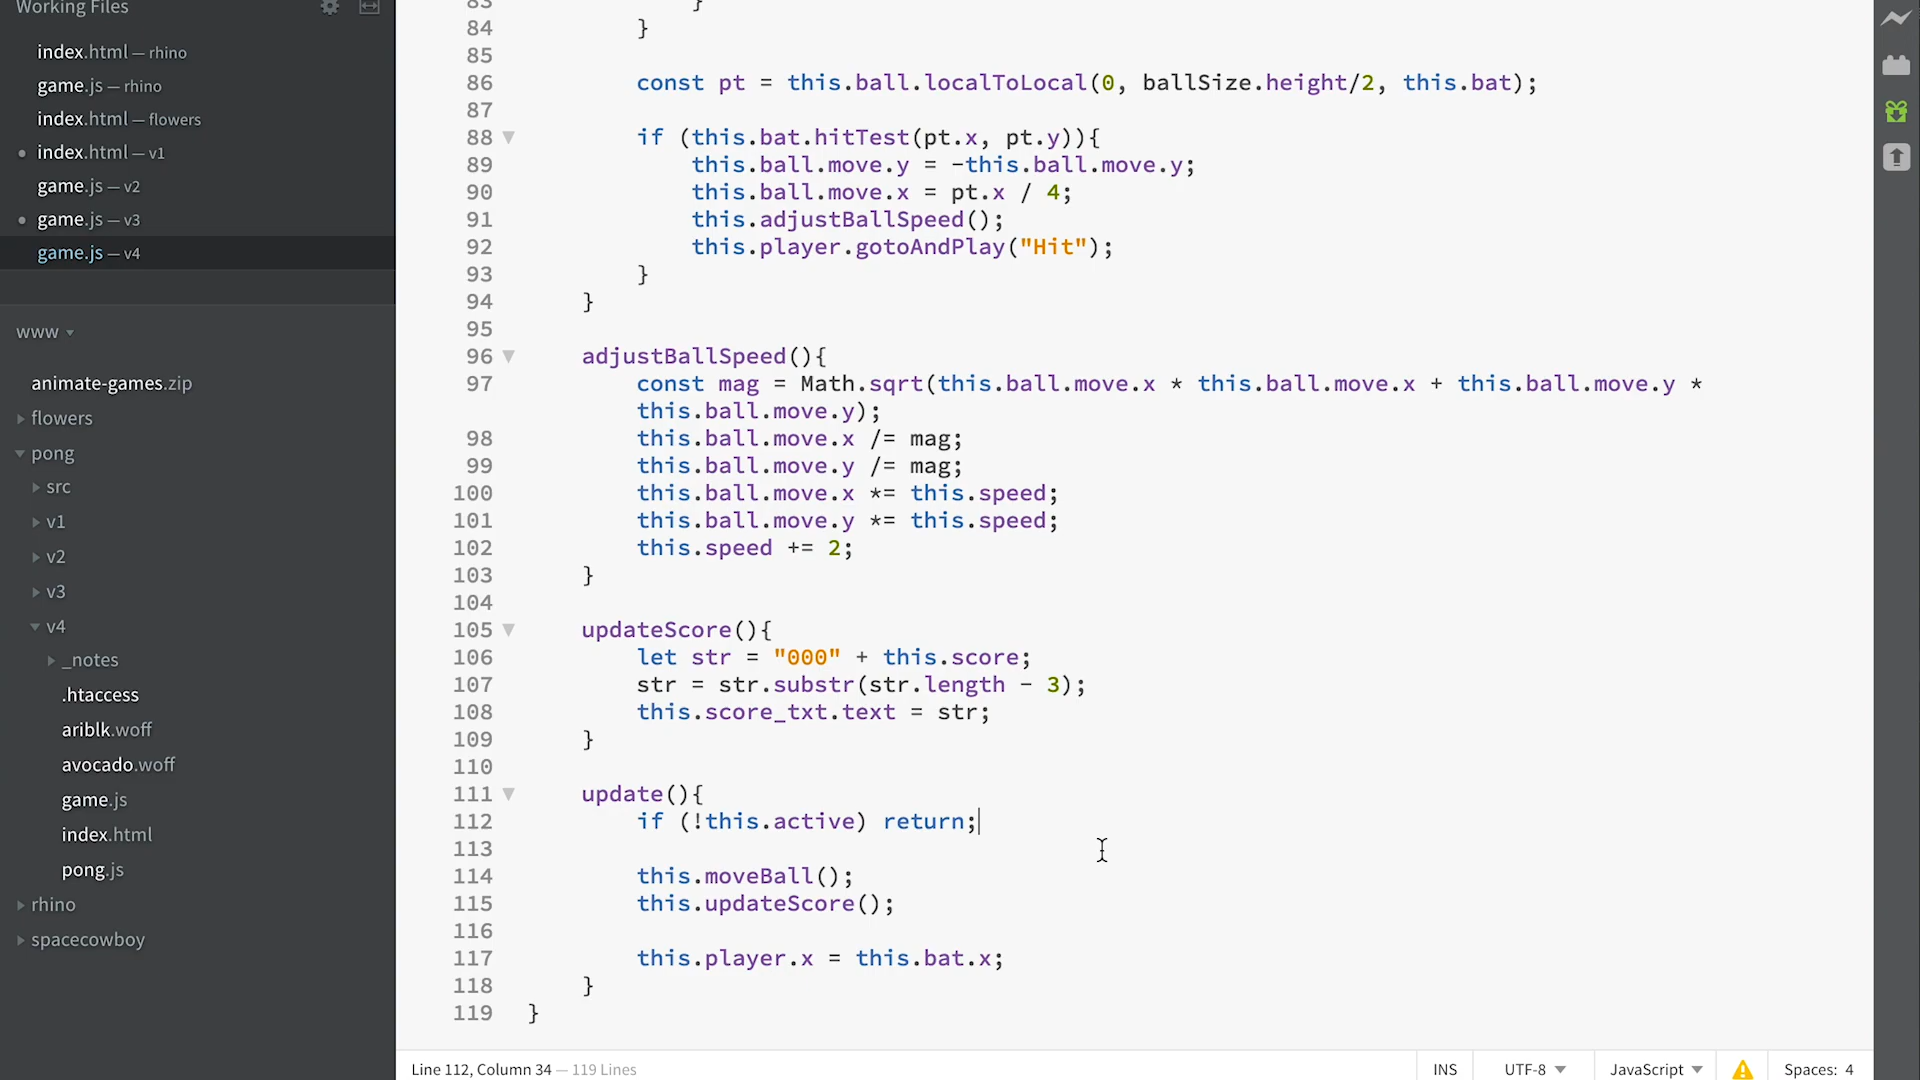 Working Files
index.html — rhino
game.js — rhino
index.html — flowers
index.html — v1
game.js — v2
game.js — v3
game.js — v4
www
animate-games.zip
flowers
pong
src
v1
v2
v3
v4
_notes
.htaccess
ariblk.woff
avocado.woff
game.js
index.html
pong.js
rhino
spacecowboy
83 }
84 }
85
86 const pt = this.ball.localToLocal(0, ballSize.height/2, this.bat);
87
88 if (this.bat.hitTest(pt.x, pt.y)){
89 this.ball.move.y = -this.ball.move.y;
90 this.ball.move.x = pt.x / 4;
91 this.adjustBallSpeed();
92 this.player.gotoAndPlay("Hit");
93 }
94 }
95
96 adjustBallSpeed(){
97 const mag = Math.sqrt(this.ball.move.x * this.ball.move.x + this.ball.move.y *
this.ball.move.y);
98 this.ball.move.x /= mag;
99 this.ball.move.y /= mag;
100 this.ball.move.x *= this.speed;
101 this.ball.move.y *= this.speed;
102 this.speed += 2;
103 }
104
105 updateScore(){
106 let str = "000" + this.score;
107 str = str.substr(str.length - 3);
108 this.score_txt.text = str;
109 }
110
111 update(){
112 if (!this.active) return;
113
114 this.moveBall();
115 this.updateScore();
116
117 this.player.x = this.bat.x;
118 }
119 }
Line 112, Column 34 — 119 Lines
INS
UTF-8
JavaScript
Spaces: 4